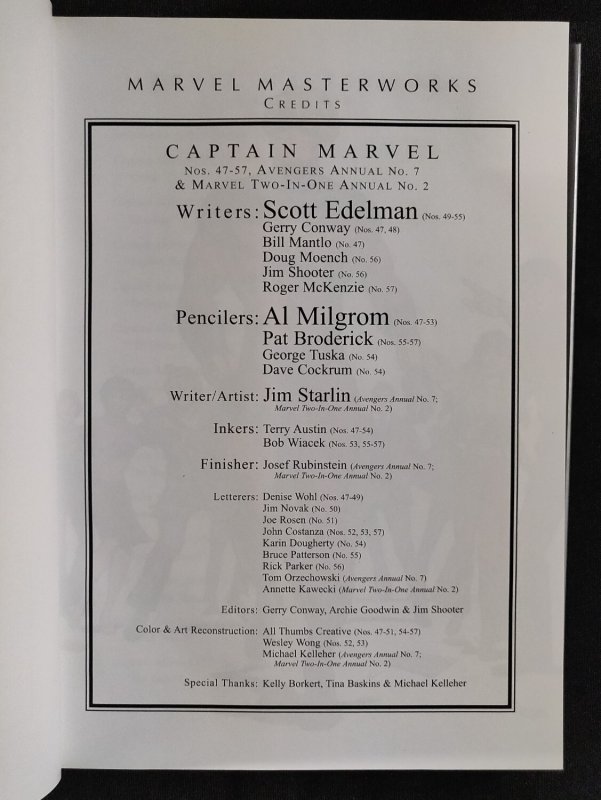 MARVEL MASTERWORKS
CREDITS
CAPTAIN MARVEL
NOS. 47-57, AVENGERS ANNUAL NO. 7
& MARVEL TWO-IN-ONE ANNUAL NO. 2
Writers: Scott Edelman (Nos. 49-55)
Gerry Conway (Nos. 47, 48)
Bill Mantlo (No. 47)
Doug Moench (No. 56)
Jim Shooter (No. 56)
Roger McKenzie (No. 57)
Pencilers: Al Milgrom (Nos. 47-53)
Pat Broderick (Nos. 55-57)
George Tuska (No. 54)
Dave Cockrum (No. 54)
Writer/Artist: Jim Starlin (Avengers Annual No. 7;
Marvel Two-In-One Annual No. 2)
Inkers: Terry Austin (Nos. 47-54)
Bob Wiacek (Nos. 53, 55-57)
Finisher: Josef Rubinstein (Avengers Annual No. 7;
Marvel Two-In-One Annual No. 2)
Letterers: Denise Wohl (Nos. 47-49)
Jim Novak (No. 50)
Joe Rosen (No. 51)
John Costanza (Nos. 52, 53, 57)
Karin Dougherty (No. 54)
Bruce Patterson (No. 55)
Rick Parker (No. 56)
Tom Orzechowski (Avengers Annual No. 7)
Annette Kawecki (Marvel Two-In-One Annual No. 2)
Editors: Gerry Conway, Archie Goodwin & Jim Shooter
Color & Art Reconstruction: All Thumbs Creative (Nos. 47-51, 54-57)
Wesley Wong (Nos. 52, 53)
Michael Kelleher (Avengers Annual No. 7;
Marvel Two-In-One Annual No. 2)
Special Thanks: Kelly Borkert, Tina Baskins & Michael Kelleher